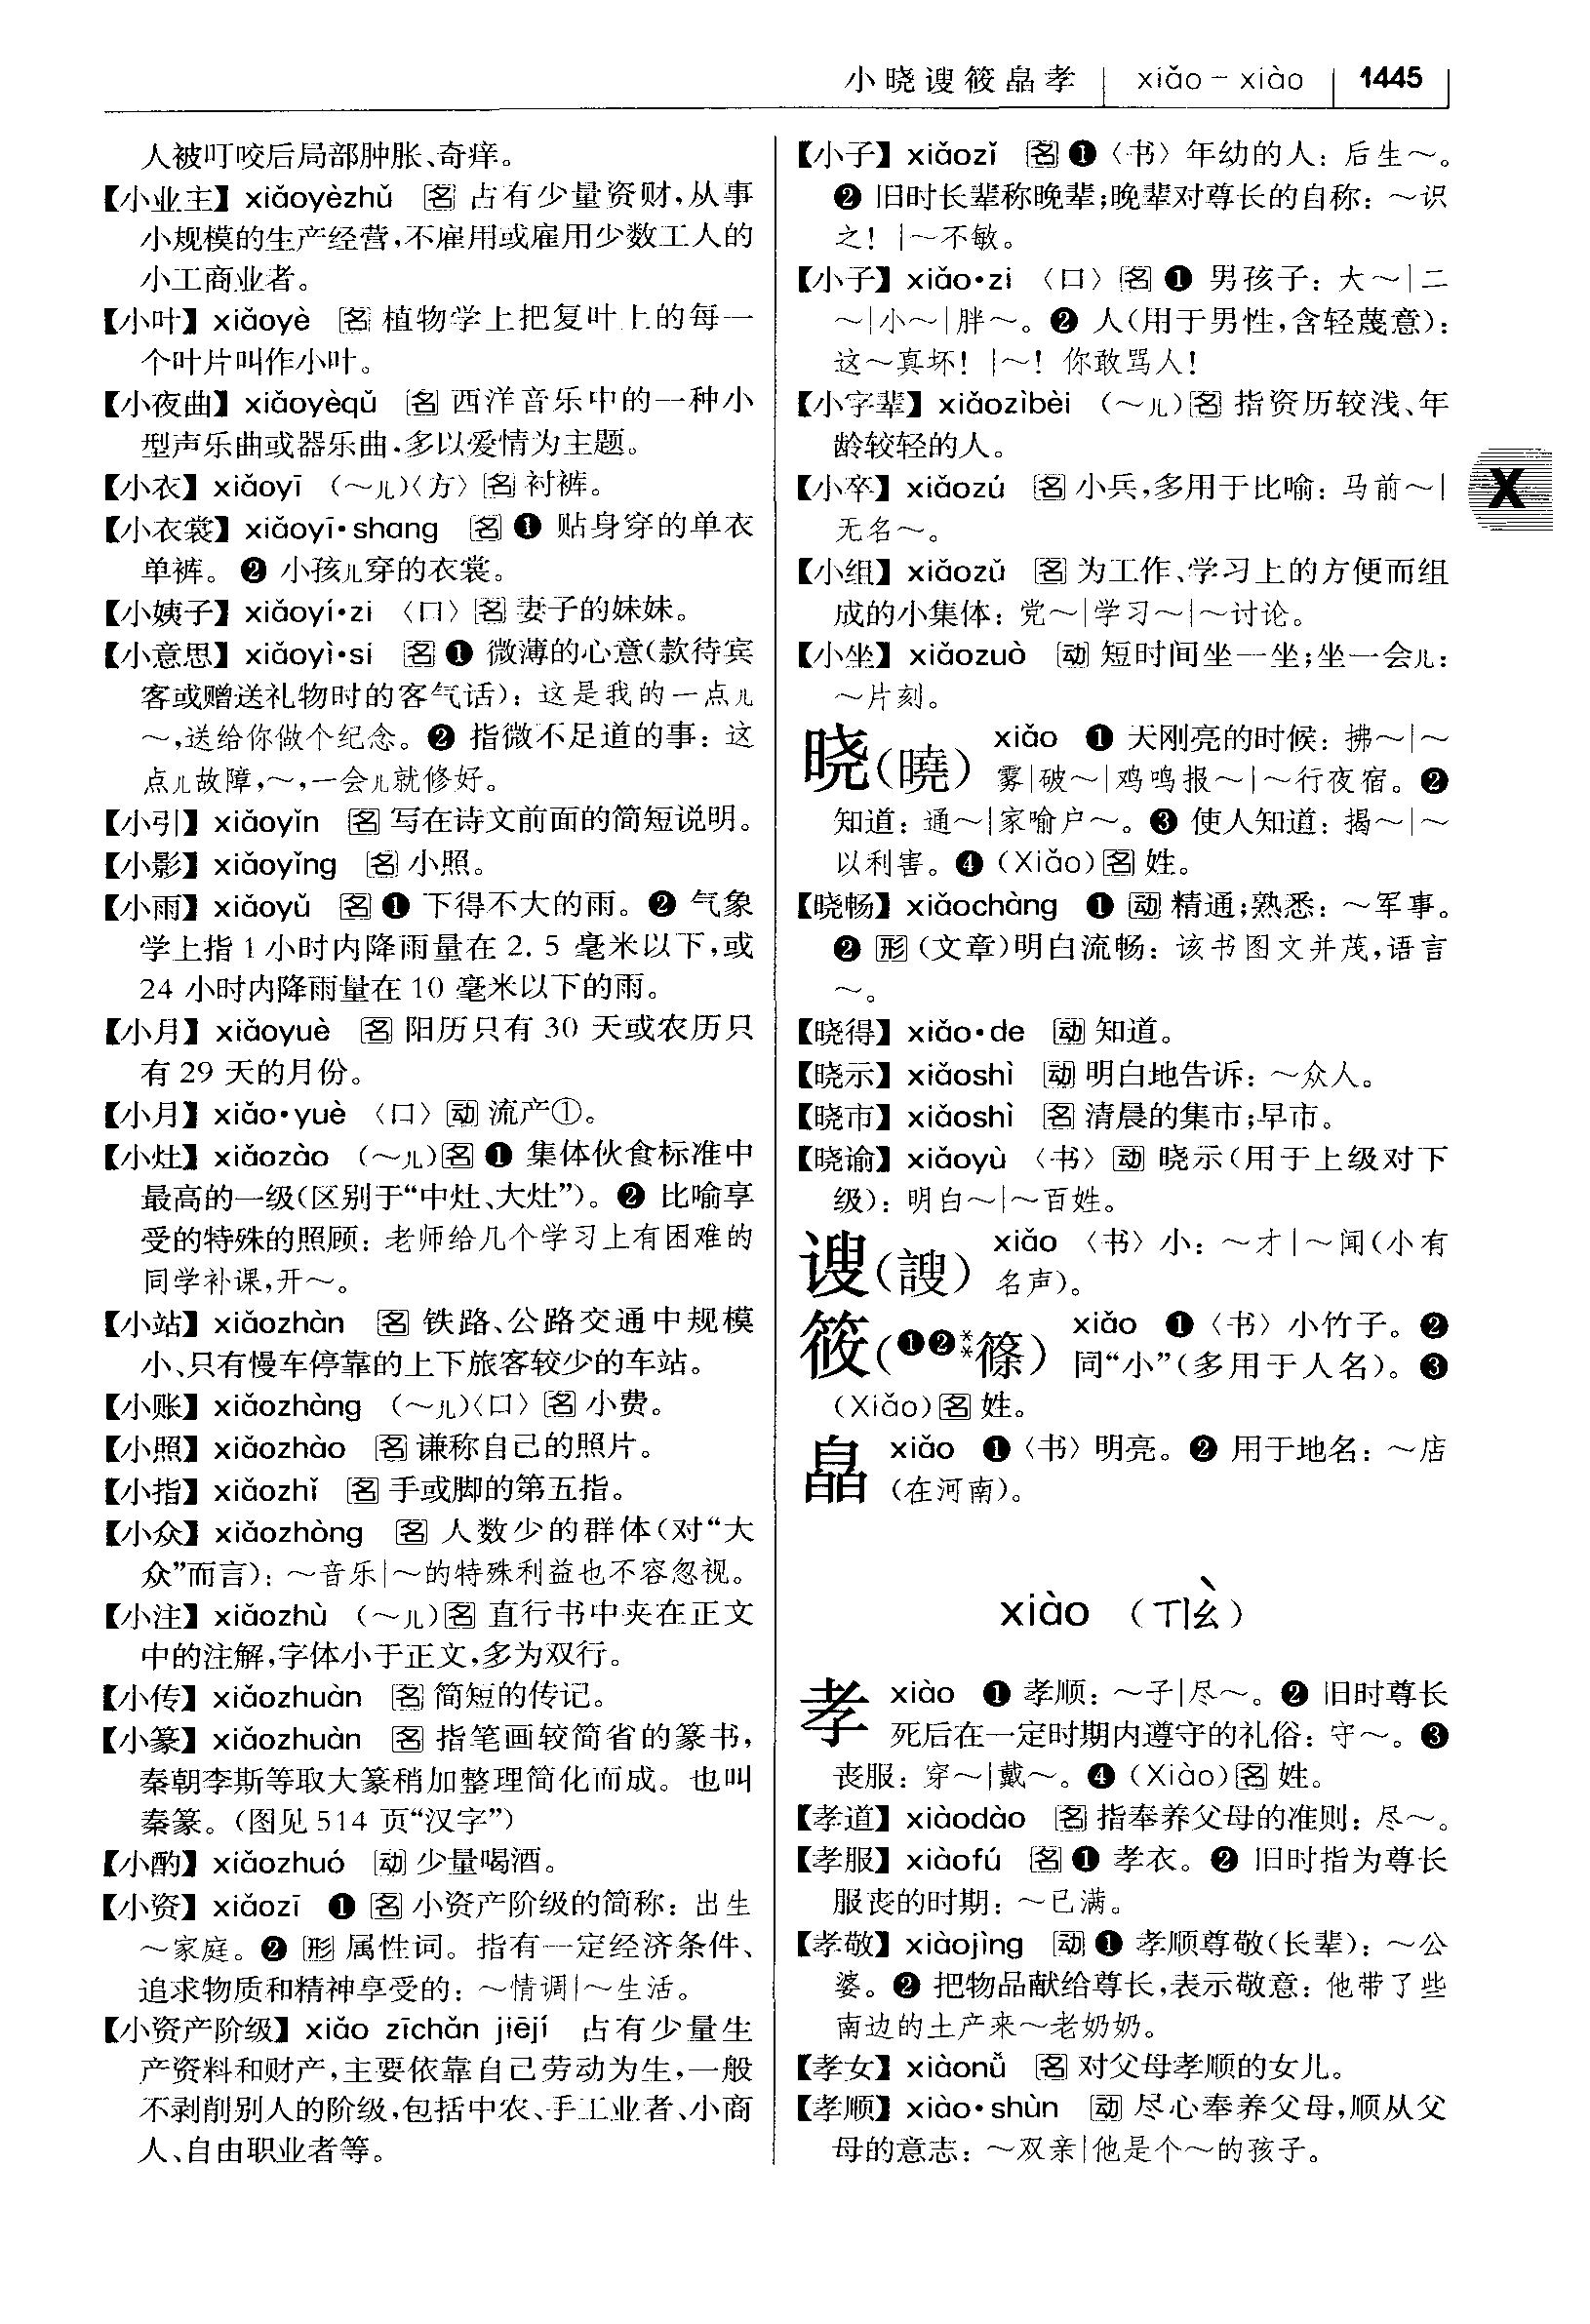 小晓谡筱皛孝 | xiǎo－xiào | 1445
人被叮咬后局部肿胀、奇痒。
【小业主】xiǎoyèzhǔ 名 占有少量资财，从事
小规模的生产经营，不雇用或雇用少数工人的
小工商业者。
【小叶】xiǎoyè 名 植物学上把复叶上的每一
个叶片叫作小叶。
【小夜曲】xiǎoyèqǔ 名 西洋音乐中的一种小
型声乐曲或器乐曲，多以爱情为主题。
【小衣】xiǎoyī （～儿）〈方〉名 衬裤。
【小衣裳】xiǎoyī·shang 名 ❶ 贴身穿的单衣
单裤。❷ 小孩儿穿的衣裳。
【小姨子】xiǎoyí·zi 〈口〉名 妻子的妹妹。
【小意思】xiǎoyì·si 名 ❶ 微薄的心意（款待宾
客或赠送礼物时的客气话）：这是我的一点儿
～，送给你做个纪念。❷ 指微不足道的事：这
点儿故障，～，一会儿就修好。
【小引】xiǎoyǐn 名 写在诗文前面的简短说明。
【小影】xiǎoyǐng 名 小照。
【小雨】xiǎoyǔ 名 ❶ 下得不大的雨。❷ 气象
学上指 1 小时内降雨量在 2.5 毫米以下，或
24 小时内降雨量在 10 毫米以下的雨。
【小月】xiǎoyuè 名 阳历只有 30 天或农历只
有 29 天的月份。
【小月】xiǎo·yuè 〈口〉动 流产①。
【小灶】xiǎozào （～儿）名 ❶ 集体伙食标准中
最高的一级（区别于“中灶、大灶”）。❷ 比喻享
受的特殊的照顾：老师给几个学习上有困难的
同学补课，开～。
【小站】xiǎozhàn 名 铁路、公路交通中规模
小、只有慢车停靠的上下旅客较少的车站。
【小账】xiǎozhàng （～儿）〈口〉名 小费。
【小照】xiǎozhào 名 谦称自己的照片。
【小指】xiǎozhǐ 名 手或脚的第五指。
【小众】xiǎozhòng 名 人数少的群体（对“大
众”而言）：～音乐|～的特殊利益也不容忽视。
【小注】xiǎozhù （～儿）名 直行书中夹在正文
中的注解，字体小于正文，多为双行。
【小传】xiǎozhuàn 名 简短的传记。
【小篆】xiǎozhuàn 名 指笔画较简省的篆书，
秦朝李斯等取大篆稍加整理简化而成。也叫
秦篆。（图见 514 页“汉字”）
【小酌】xiǎozhuó 动 少量喝酒。
【小资】xiǎozī ❶ 名 小资产阶级的简称：出生
～家庭。❷ 形 属性词。指有一定经济条件、
追求物质和精神享受的：～情调|～生活。
【小资产阶级】xiǎo zīchǎn jiējí 占有少量生
产资料和财产，主要依靠自己劳动为生，一般
不剥削别人的阶级，包括中农、手工业者、小商
人、自由职业者等。
【小子】xiǎozǐ 名 ❶〈书〉年幼的人：后生～。
❷ 旧时长辈称晚辈；晚辈对尊长的自称：～识
之！|～不敏。
【小子】xiǎo·zi 〈口〉名 ❶ 男孩子：大～|二
～|小～|胖～。❷ 人（用于男性，含轻蔑意）：
这～真坏！|～！你敢骂人！
【小字辈】xiǎozìbèi （～儿）名 指资历较浅、年
龄较轻的人。
【小卒】xiǎozú 名 小兵，多用于比喻：马前～|
无名～。
【小组】xiǎozǔ 名 为工作、学习上的方便而组
成的小集体：党～|学习～|～讨论。
【小坐】xiǎozuò 动 短时间坐一坐；坐一会儿：
～片刻。
晓（曉） xiǎo ❶ 天刚亮的时候：拂～|～
雾|破～|鸡鸣报～|～行夜宿。❷
知道：通～|家喻户～。❸ 使人知道：揭～|～
以利害。❹（Xiǎo）名 姓。
【晓畅】xiǎochàng ❶ 动 精通；熟悉：～军事。
❷ 形（文章）明白流畅：该书图文并茂，语言
～。
【晓得】xiǎo·de 动 知道。
【晓示】xiǎoshì 动 明白地告诉：～众人。
【晓市】xiǎoshì 名 清晨的集市；早市。
【晓谕】xiǎoyù 〈书〉动 晓示（用于上级对下
级）：明白～|～百姓。
谡（謏） xiǎo 〈书〉小：～才|～闻（小有
名声）。
筱（❶❷**篠） xiǎo ❶〈书〉小竹子。❷
同“小”（多用于人名）。❸
（Xiǎo）名 姓。
皛 xiǎo ❶〈书〉明亮。❷ 用于地名：～店
（在河南）。
xiào （ㄒㄧㄠˋ）
孝 xiào ❶ 孝顺：～子|尽～。❷ 旧时尊长
死后在一定时期内遵守的礼俗：守～。❸
丧服：穿～|戴～。❹（Xiào）名 姓。
【孝道】xiàodào 名 指奉养父母的准则：尽～。
【孝服】xiàofú 名 ❶ 孝衣。❷ 旧时指为尊长
服丧的时期：～已满。
【孝敬】xiàojìng 动 ❶ 孝顺尊敬（长辈）：～公
婆。❷ 把物品献给尊长，表示敬意：他带了些
南边的土产来～老奶奶。
【孝女】xiàonǚ 名 对父母孝顺的女儿。
【孝顺】xiào·shùn 动 尽心奉养父母，顺从父
母的意志：～双亲|他是个～的孩子。
X